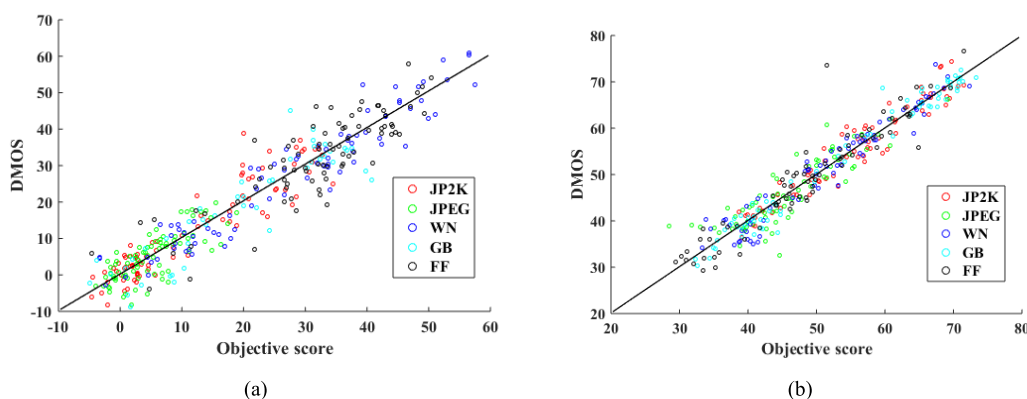 70
60
50
40
30
20
10
0
-10
DMOS
-10 0 10 20 30 40 50 60
Objective score
JP2K
JPEG
WN
GB
FF
(a)
80
70
60
50
40
30
20
DMOS
20 30 40 50 60 70 80
Objective score
JP2K
JPEG
WN
GB
FF
(b)